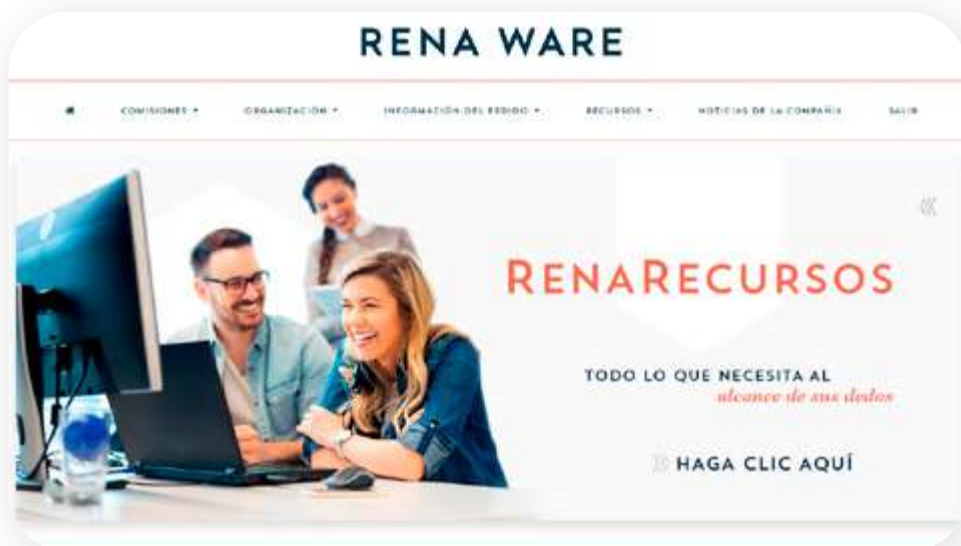 RENA WARE
COMISIONES ORGANIZACIÓN INFORMACIÓN DEL PEDIDO RECURSOS NOTICIAS DE LA COMPAÑÍA SALIR
RENARECURSOS
TODO LO QUE NECESITA AL
alcance de sus dedos
HAGA CLIC AQUÍ